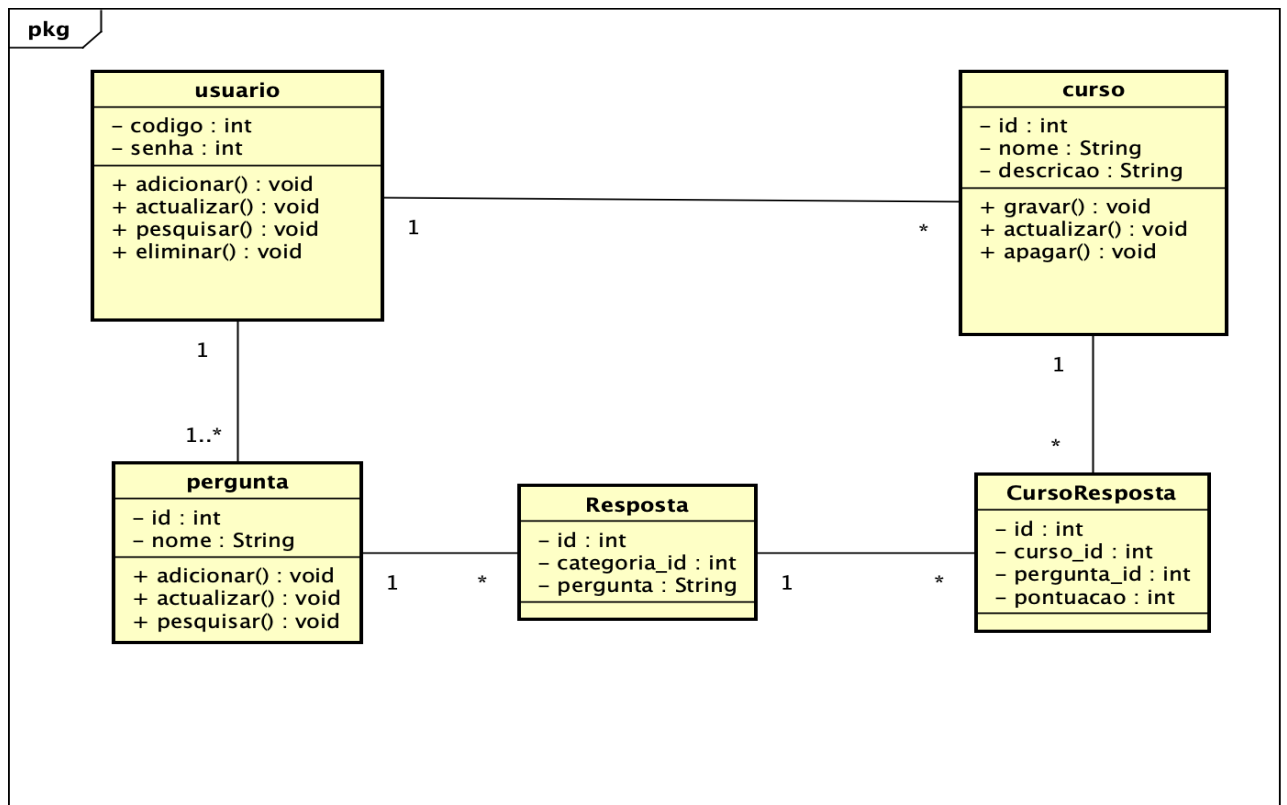 pkg
usuario
– codigo : int
– senha : int
+ adicionar() : void
+ actualizar() : void
+ pesquisar() : void
+ eliminar() : void
curso
– id : int
– nome : String
– descricao : String
+ gravar() : void
+ actualizar() : void
+ apagar() : void
1
*
1
1..*
1
*
pergunta
– id : int
– nome : String
+ adicionar() : void
+ actualizar() : void
+ pesquisar() : void
1
*
Resposta
– id : int
– categoria_id : int
– pergunta : String
1
*
CursoResposta
– id : int
– curso_id : int
– pergunta_id : int
– pontuacao : int